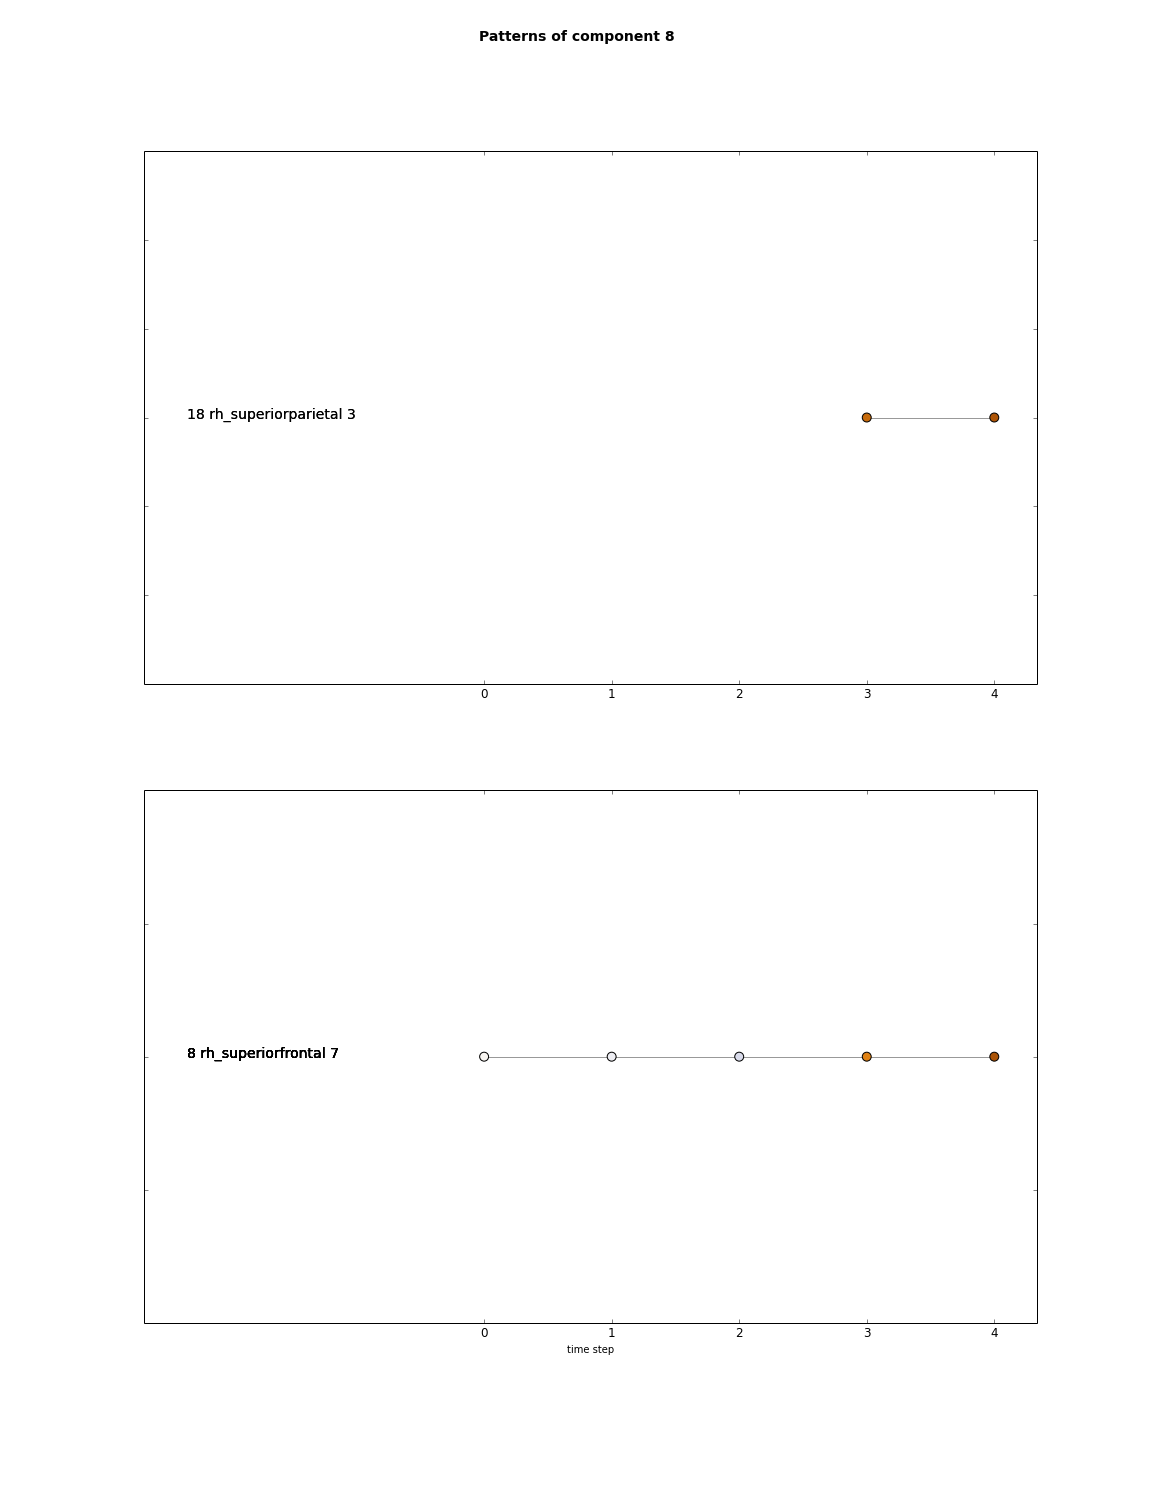 Patterns of component 8
18 rh_superiorparietal 3
0 1 2 3 4
8 rh_superiorfrontal 7
0 1 2 3 4
time step